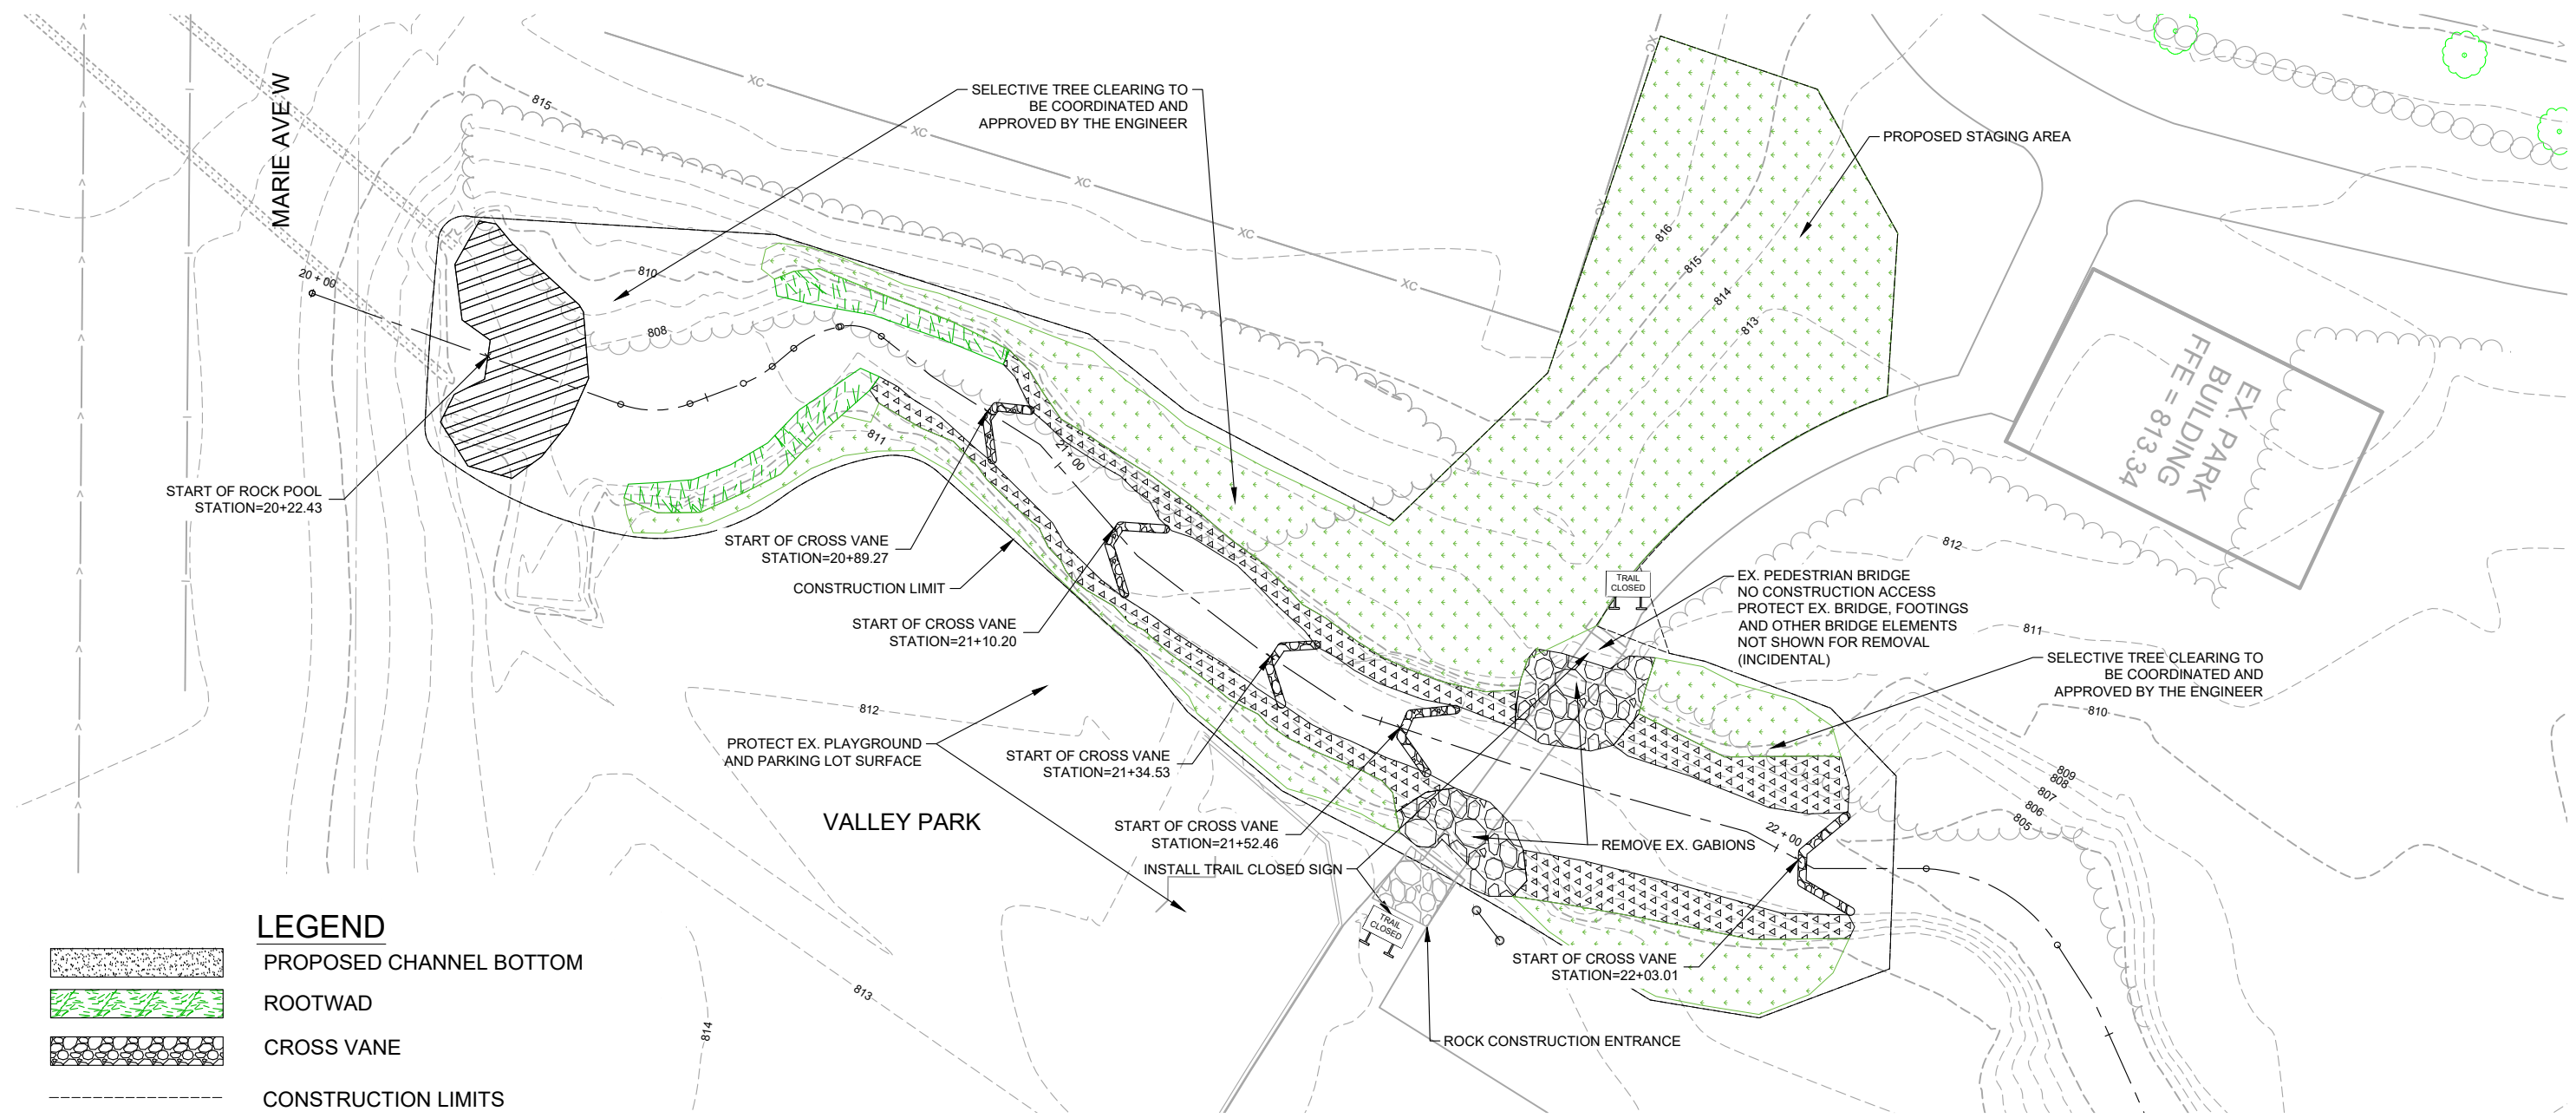 MARIE AVE W
815
XC
SELECTIVE TREE CLEARING TO
BE COORDINATED AND
APPROVED BY THE ENGINEER
XC
XC
XC
XC
XC
XC
PROPOSED STAGING AREA
816
815
814
813
20 + 00
810
808
811
21 + 00
EX. PARK
BUILDING
FFE = 813.34
START OF ROCK POOL
STATION=20+22.43
START OF CROSS VANE
STATION=20+89.27
CONSTRUCTION LIMIT
START OF CROSS VANE
STATION=21+10.20
TRAIL
CLOSED
EX. PEDESTRIAN BRIDGE
NO CONSTRUCTION ACCESS
PROTECT EX. BRIDGE, FOOTINGS
AND OTHER BRIDGE ELEMENTS
NOT SHOWN FOR REMOVAL
(INCIDENTAL)
812
811
SELECTIVE TREE CLEARING TO
BE COORDINATED AND
APPROVED BY THE ENGINEER
810
812
PROTECT EX. PLAYGROUND
AND PARKING LOT SURFACE
START OF CROSS VANE
STATION=21+34.53
VALLEY PARK
START OF CROSS VANE
STATION=21+52.46
INSTALL TRAIL CLOSED SIGN
REMOVE EX. GABIONS
22 + 00
809
808
807
806
805
TRAIL
CLOSED
START OF CROSS VANE
STATION=22+03.01
ROCK CONSTRUCTION ENTRANCE
813
814
LEGEND
PROPOSED CHANNEL BOTTOM
ROOTWAD
CROSS VANE
CONSTRUCTION LIMITS